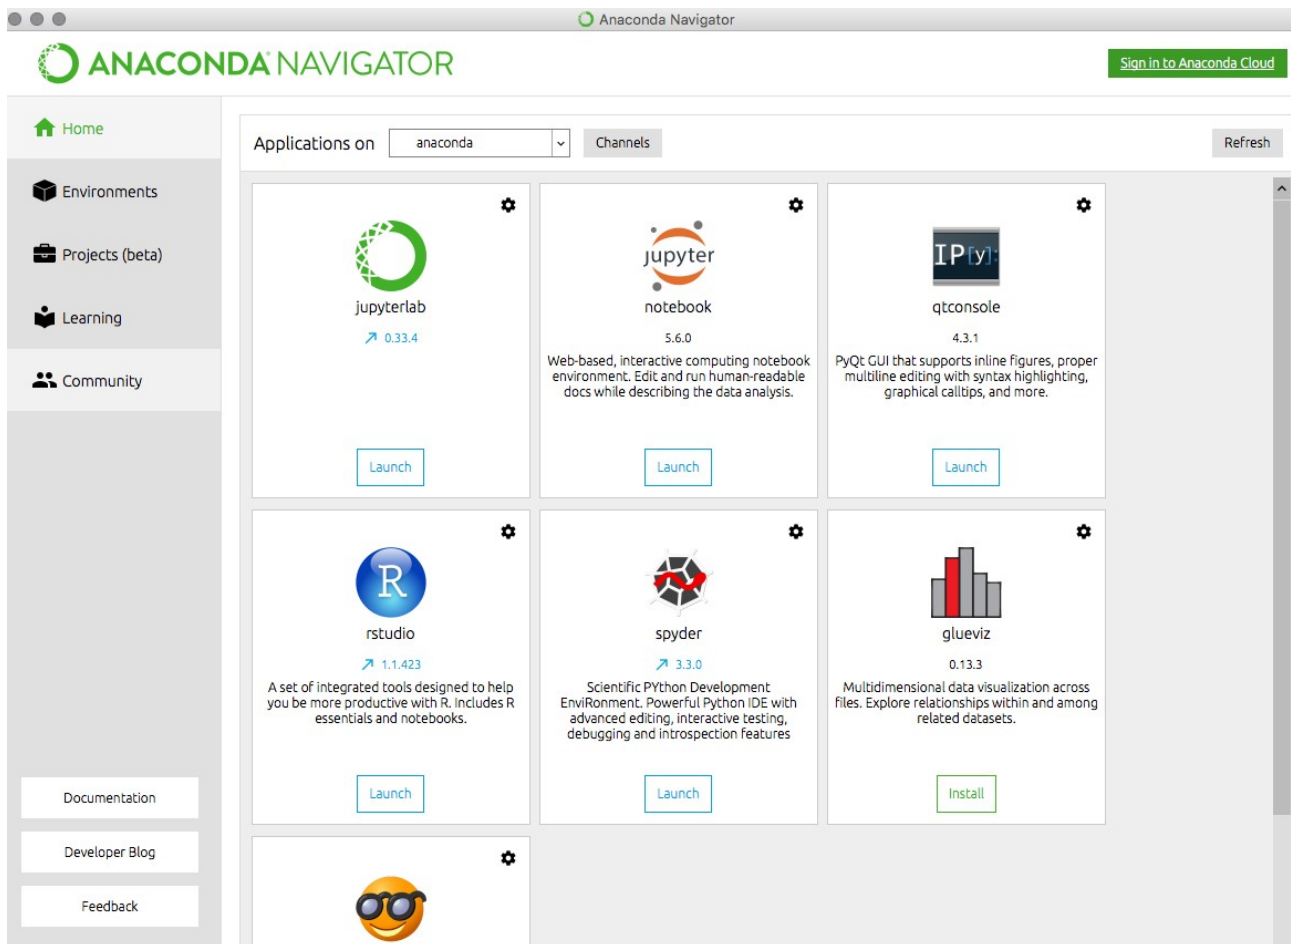 Anaconda Navigator
ANACONDA NAVIGATOR
Sign in to Anaconda Cloud
Home
Environments
Projects (beta)
Learning
Community
Documentation
Developer Blog
Feedback
Applications on
anaconda
Channels
Refresh
jupyterlab
0.33.4
Launch
jupyter
notebook
5.6.0
Web-based, interactive computing notebook
environment. Edit and run human-readable
docs while describing the data analysis.
Launch
IP[y]:
qtconsole
4.3.1
PyQt GUI that supports inline figures, proper
multiline editing with syntax highlighting,
graphical calltips, and more.
Launch
R
rstudio
1.1.423
A set of integrated tools designed to help
you be more productive with R. Includes R
essentials and notebooks.
Launch
spyder
3.3.0
Scientific PYthon Development
EnviRonment. Powerful Python IDE with
advanced editing, interactive testing,
debugging and introspection features
Launch
glueviz
0.13.3
Multidimensional data visualization across
files. Explore relationships within and among
related datasets.
Install